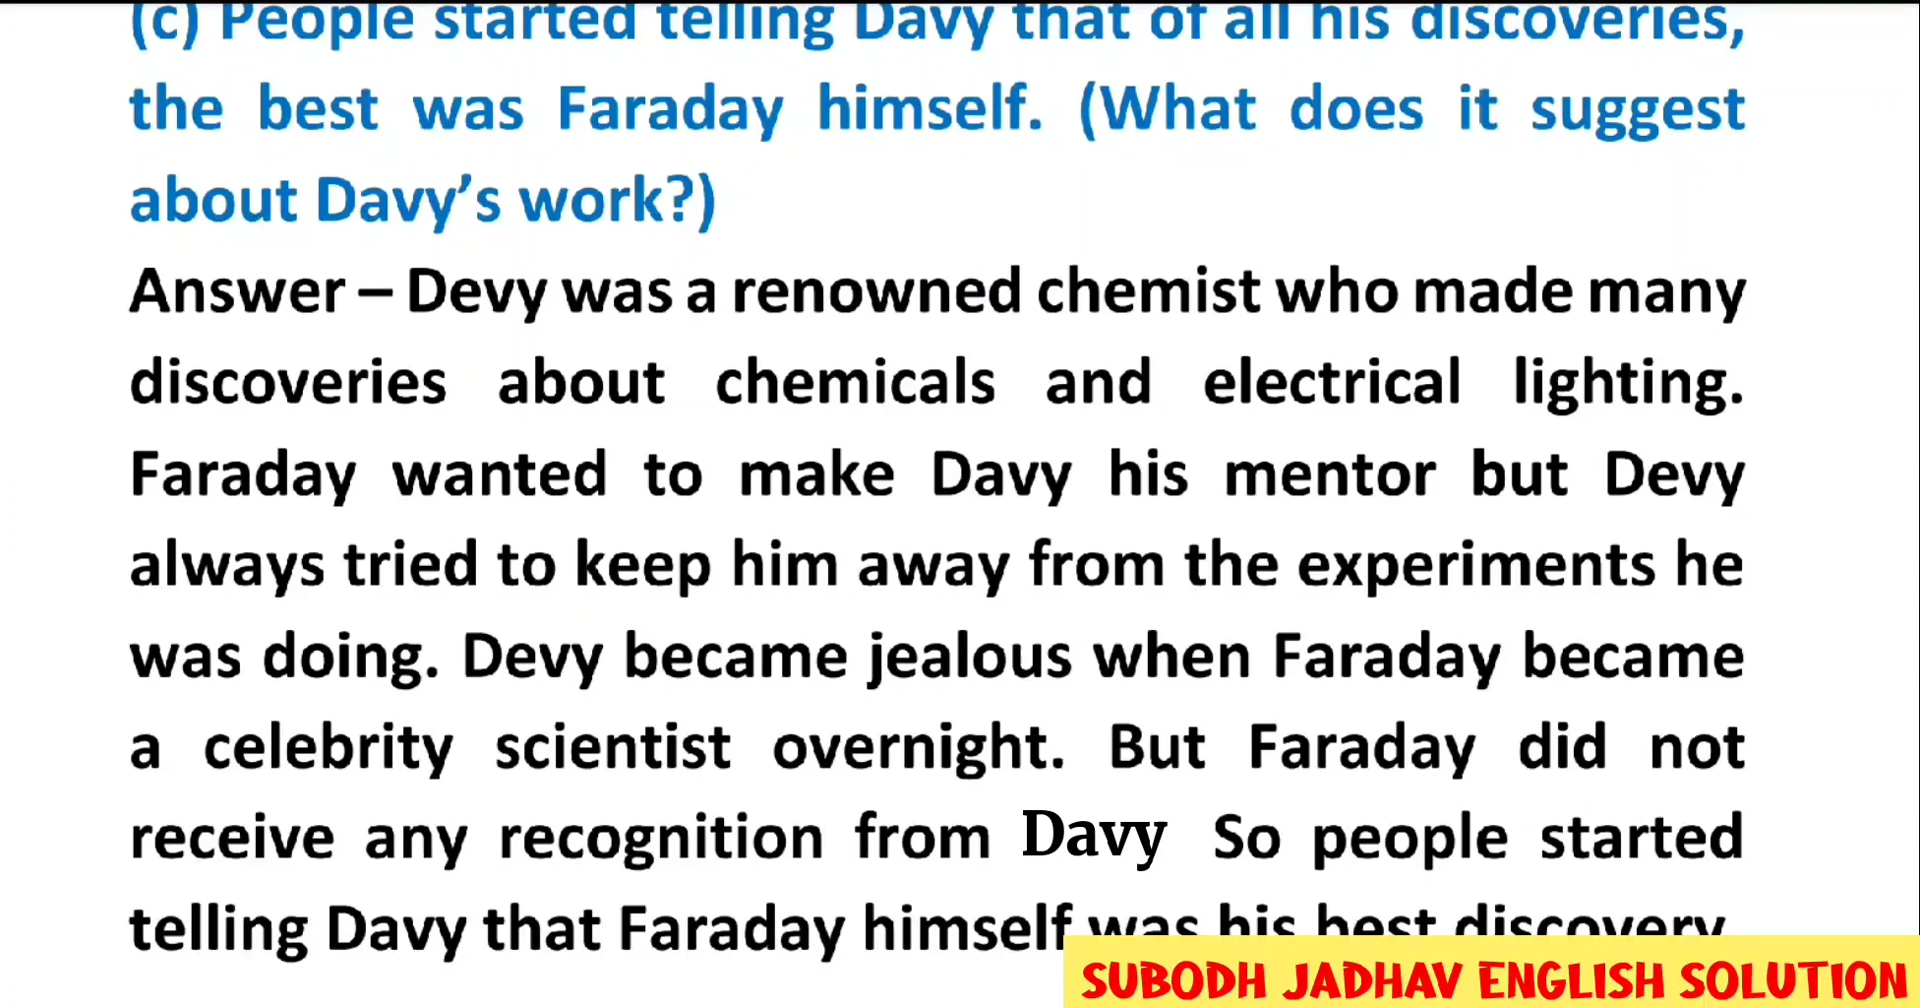 (c) People started telling Davy that of all his discoveries,
the best was Faraday himself. (What does it suggest
about Davy’s work?)
Answer – Devy was a renowned chemist who made many
discoveries about chemicals and electrical lighting.
Faraday wanted to make Davy his mentor but Devy
always tried to keep him away from the experiments he
was doing. Devy became jealous when Faraday became
a celebrity scientist overnight. But Faraday did not
receive any recognition from Davy So people started
telling Davy that Faraday himself was his best discovery.
SUBODH JADHAV ENGLISH SOLUTION